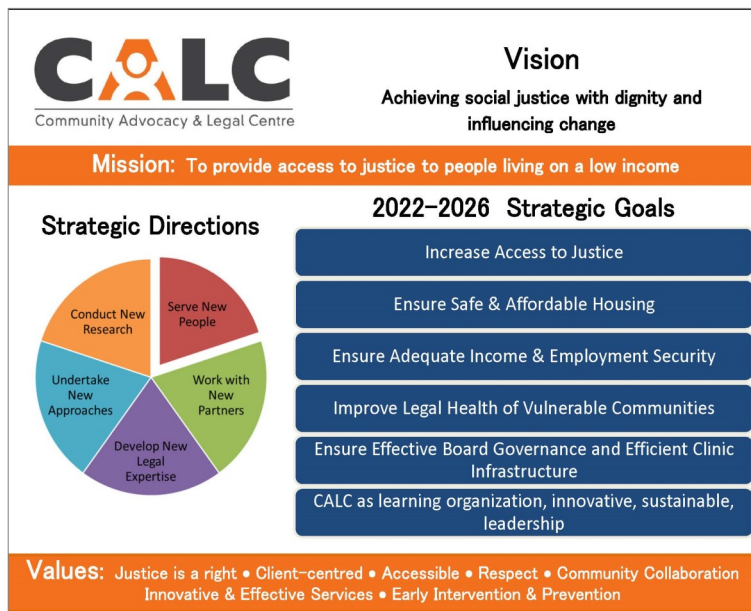 CALC
Community Advocacy & Legal Centre
Vision
Achieving social justice with dignity and
influencing change
Mission: To provide access to justice to people living on a low income
Strategic Directions
Conduct New
Research
Serve New
People
Undertake
New
Approaches
Work with
New
Partners
Develop New
Legal
Expertise
2022-2026 Strategic Goals
Increase Access to Justice
Ensure Safe & Affordable Housing
Ensure Adequate Income & Employment Security
Improve Legal Health of Vulnerable Communities
Ensure Effective Board Governance and Efficient Clinic
Infrastructure
CALC as learning organization, innovative, sustainable,
leadership
Values: Justice is a right • Client-centred • Accessible • Respect • Community Collaboration
Innovative & Effective Services • Early Intervention & Prevention